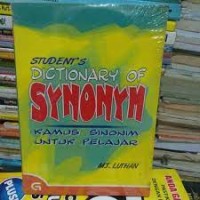 STUDENT'S
DICTIONARY OF
SYNONYM
KAMUS SINONIM
UNTUK PELAJAR
M.S. LUTHAN
G